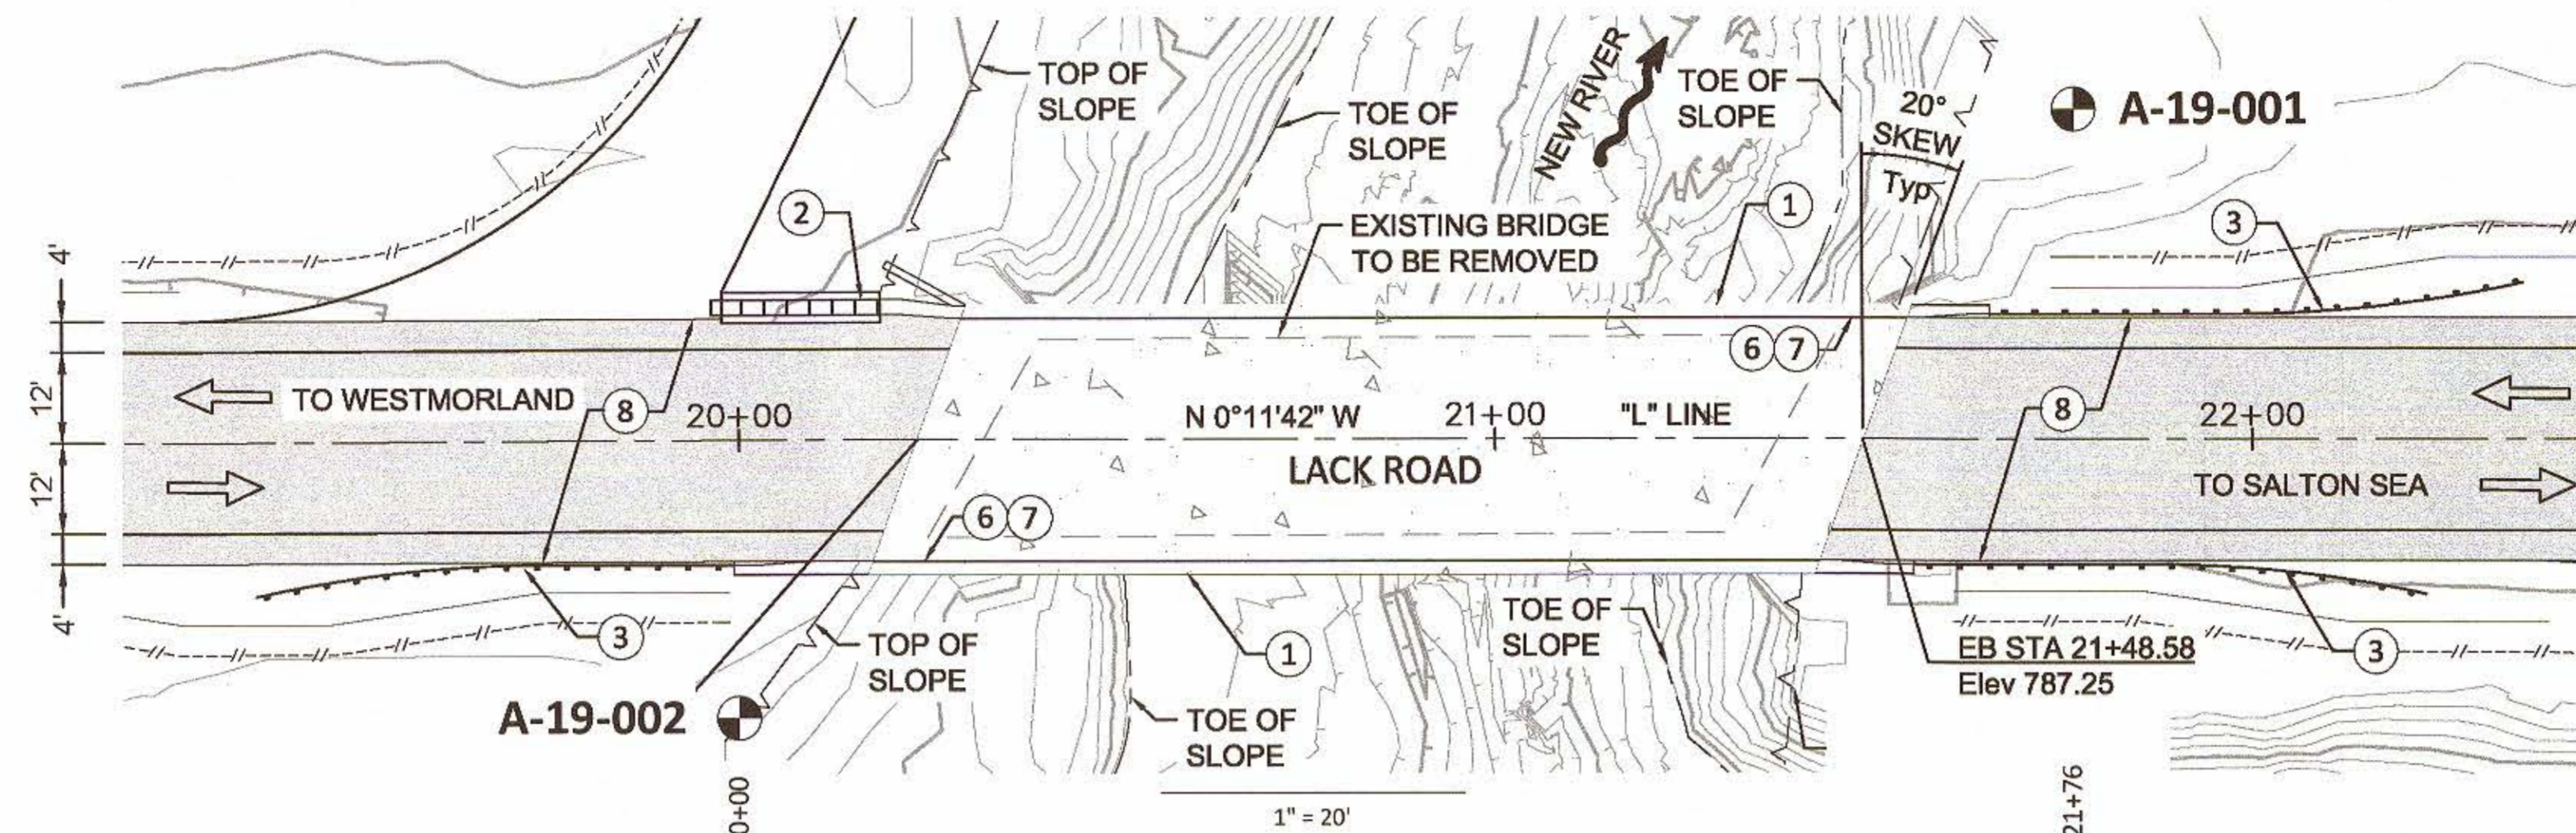 TOP OF
SLOPE
TOE OF
SLOPE
NEW RIVER
TOE OF
SLOPE
20°
SKEW
Typ
A-19-001
2
1
3
EXISTING BRIDGE
TO BE REMOVED
4'
12'
12'
4'
TO WESTMORLAND
8
20+00
N 0°11'42" W
21+00
"L" LINE
6 7
8
22+00
LACK ROAD
TO SALTON SEA
6 7
3
TOP OF
SLOPE
1
TOE OF
SLOPE
EB STA 21+48.58
Elev 787.25
3
A-19-002
TOE OF
SLOPE
0+00
1" = 20'
21+76